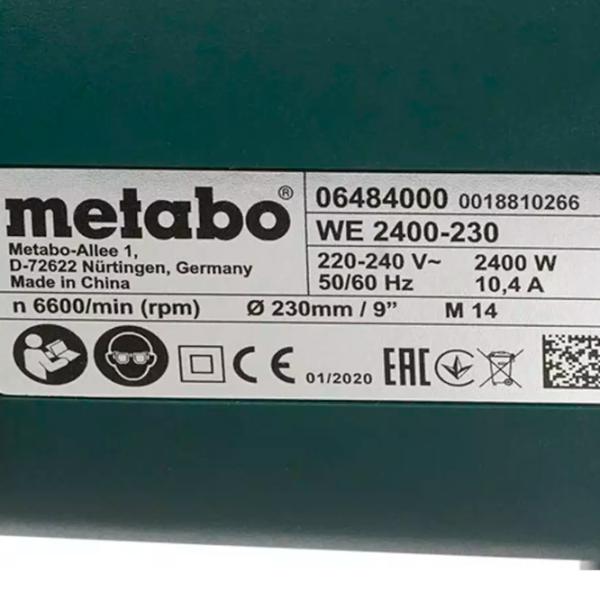 metabo®
Metabo-Allee 1,
D-72622 Nürtingen, Germany
Made in China
06484000 0018810266
WE 2400-230
220-240 V~ 2400 W
50/60 Hz 10,4 A
n 6600/min (rpm) Ø 230mm / 9” M 14
CE 01/2020 EAC